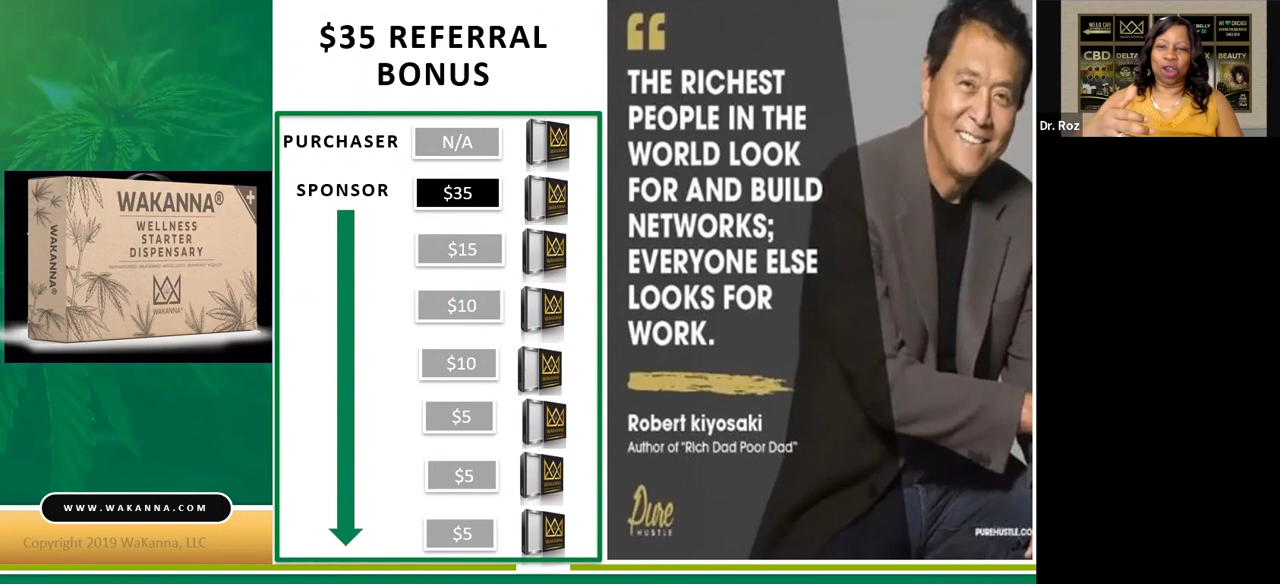 $35 REFERRAL
BONUS
PURCHASER
N/A
SPONSOR
$35
$15
$10
$10
$5
$5
$5
WAKANNA®
WELLNESS
STARTER
DISPENSARY
WAKANNA®
WAKANNA®
WWW.WAKANNA.COM
Copyright 2019 WaKanna, LLC
THE RICHEST
PEOPLE IN THE
WORLD LOOK
FOR AND BUILD
NETWORKS;
EVERYONE ELSE
LOOKS FOR
WORK.
Robert kiyosaki
Author of "Rich Dad Poor Dad"
Pure
HUSTLE
PUREHUSTLE.CO
CBD
DELTA
BEAUTY
Dr. Roz